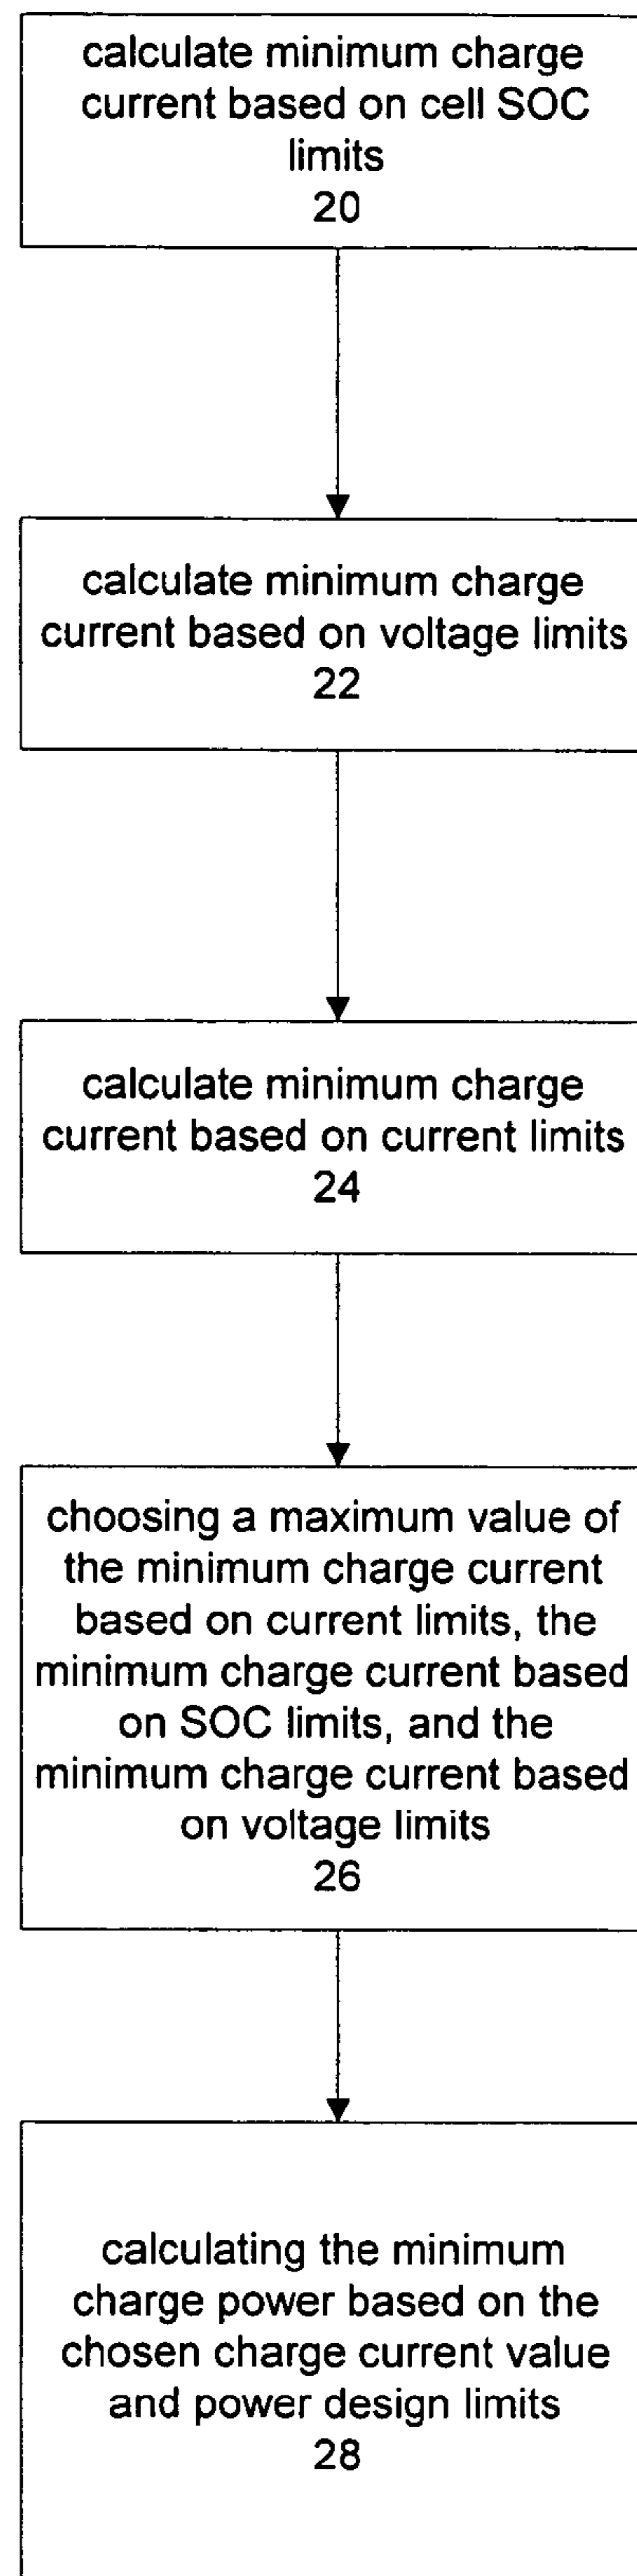 calculate minimum charge
current based on cell SOC
limits
20
calculate minimum charge
current based on voltage limits
22
calculate minimum charge
current based on current limits
24
choosing a maximum value of
the minimum charge current
based on current limits, the
minimum charge current based
on SOC limits, and the
minimum charge current based
on voltage limits
26
calculating the minimum
charge power based on the
chosen charge current value
and power design limits
28